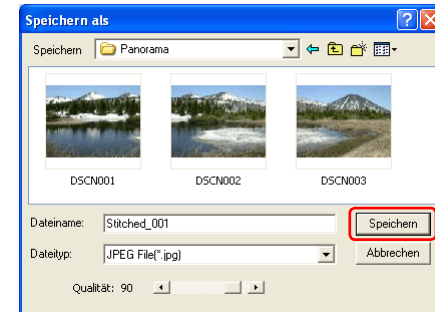 Speichern als
Speichern Panorama
DSCN001 DSCN002 DSCN003
Dateiname: Stitched_001 Speichern
Dateityp: JPEG File(*.jpg) Abbrechen
Qualität: 90